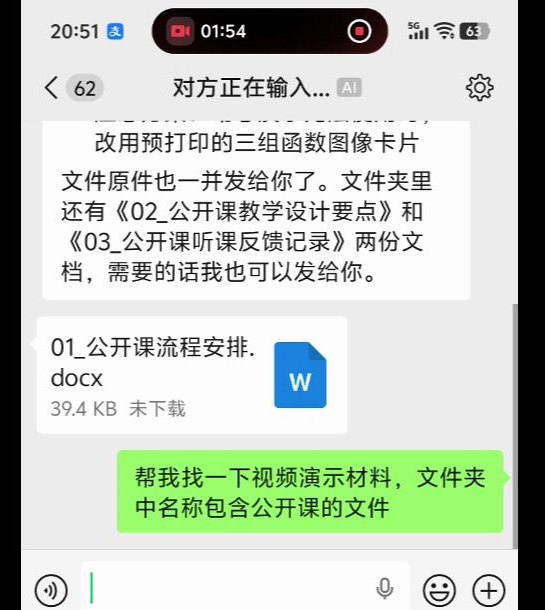 20:51
01:54
5G
63
62
对方正在输入... AI
改用预打印的三组函数图像卡片
文件原件也一并发给你了。文件夹里
还有《02_公开课教学设计要点》和
《03_公开课听课反馈记录》两份文
档，需要的话我也可以发给你。
01_公开课流程安排.
docx
39.4 KB 未下载
W
帮我找一下视频演示材料，文件夹
中名称包含公开课的文件